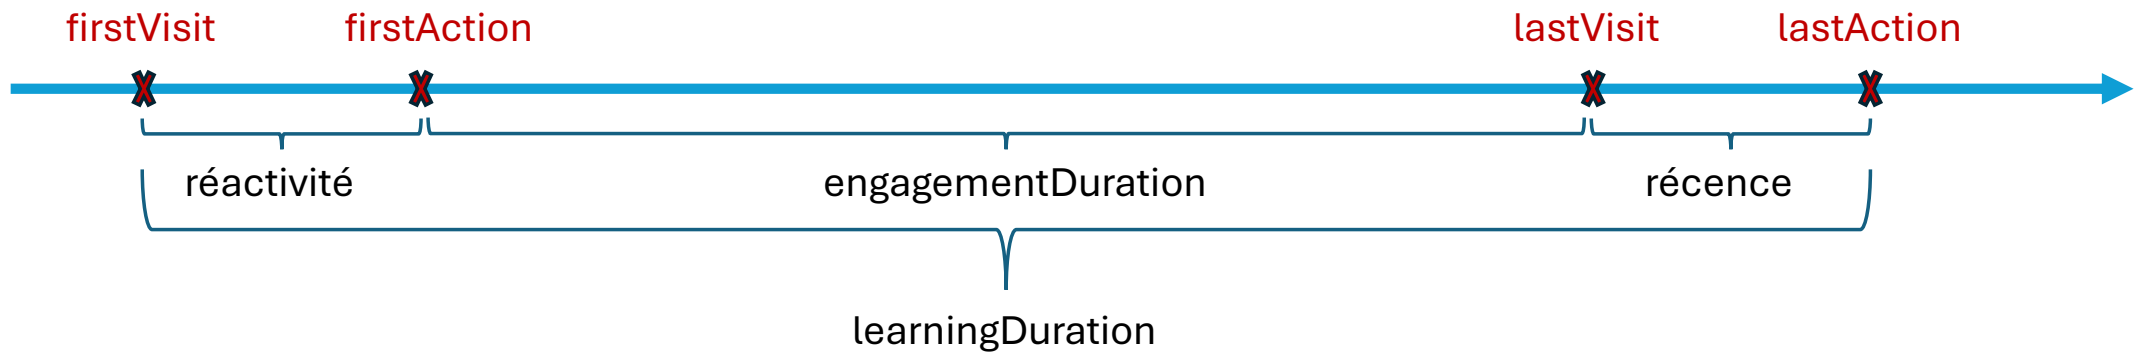 firstVisit firstAction lastVisit lastAction
réactivité engagementDuration récence
learningDuration